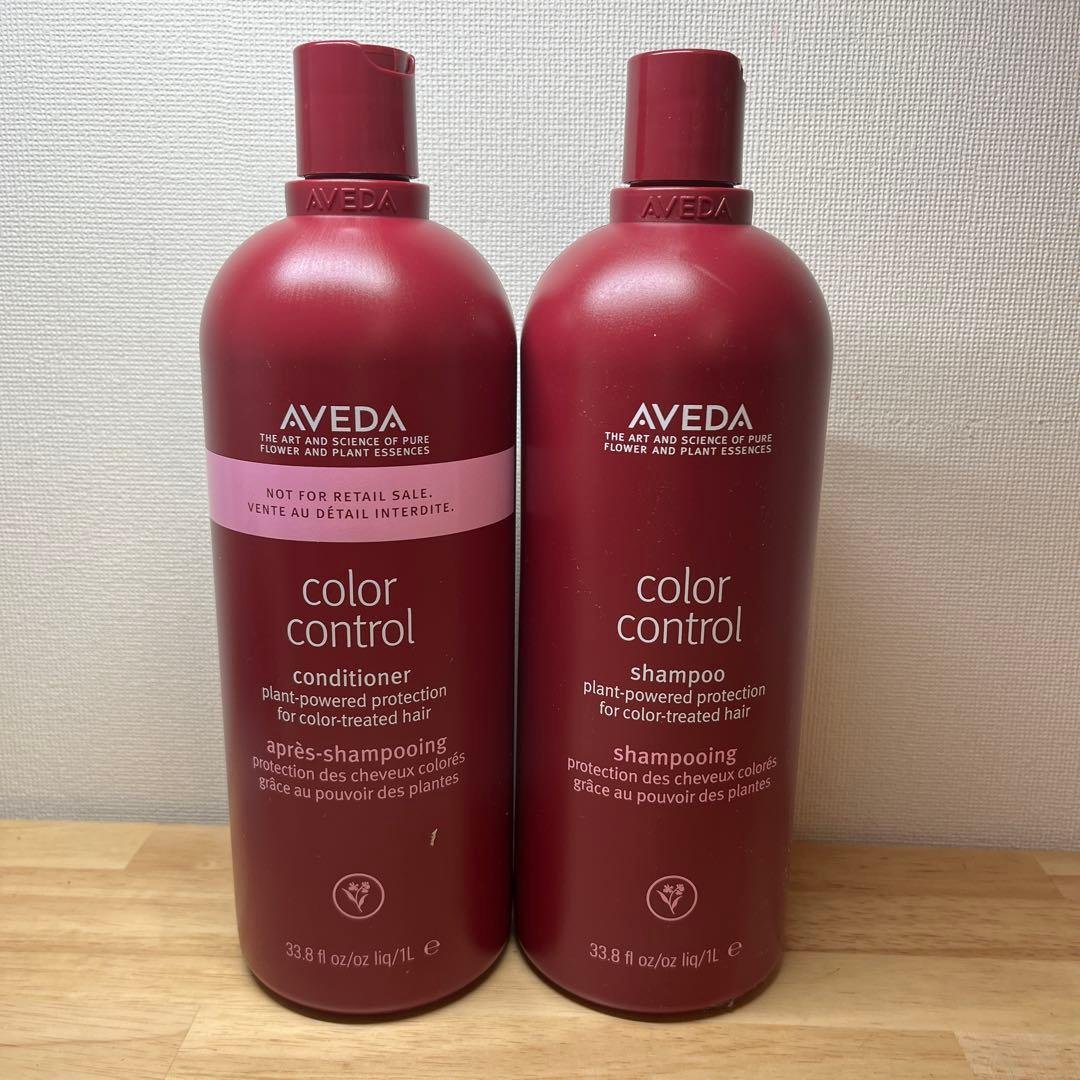 AVEDA
AVEDA
THE ART AND SCIENCE OF PURE
FLOWER AND PLANT ESSENCES
NOT FOR RETAIL SALE.
VENTE AU DÉTAIL INTERDITE.
color
control
conditioner
plant-powered protection
for color-treated hair
après-shampooing
protection des cheveux colorés
grâce au pouvoir des plantes
33.8 fl oz/oz liq/1L ℮
AVEDA
AVEDA
THE ART AND SCIENCE OF PURE
FLOWER AND PLANT ESSENCES
color
control
shampoo
plant-powered protection
for color-treated hair
shampooing
protection des cheveux colorés
grâce au pouvoir des plantes
33.8 fl oz/oz liq/1L ℮